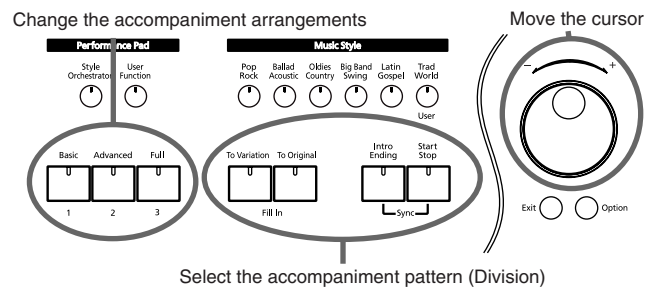 Change the accompaniment arrangements
Move the cursor
Performance Pad
Music Style
Style Orchestrator
User Function
Pop Rock
Ballad Acoustic
Oldies Country
Big Band Swing
Latin Gospel
Trad World
User
− +
Basic
Advanced
Full
To Variation
To Original
Intro Ending
Start Stop
1
2
3
Fill In
Sync
Exit
Option
Select the accompaniment pattern (Division)